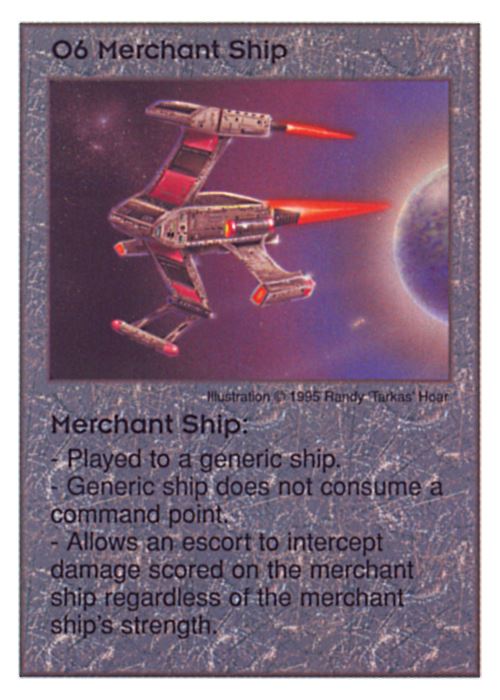 06 Merchant Ship
Illustration © 1995 Randy 'Tarkas' Hoar
Merchant Ship:
- Played to a generic ship.
- Generic ship does not consume a
command point.
- Allows an escort to intercept
damage scored on the merchant
ship regardless of the merchant
ship's strength.